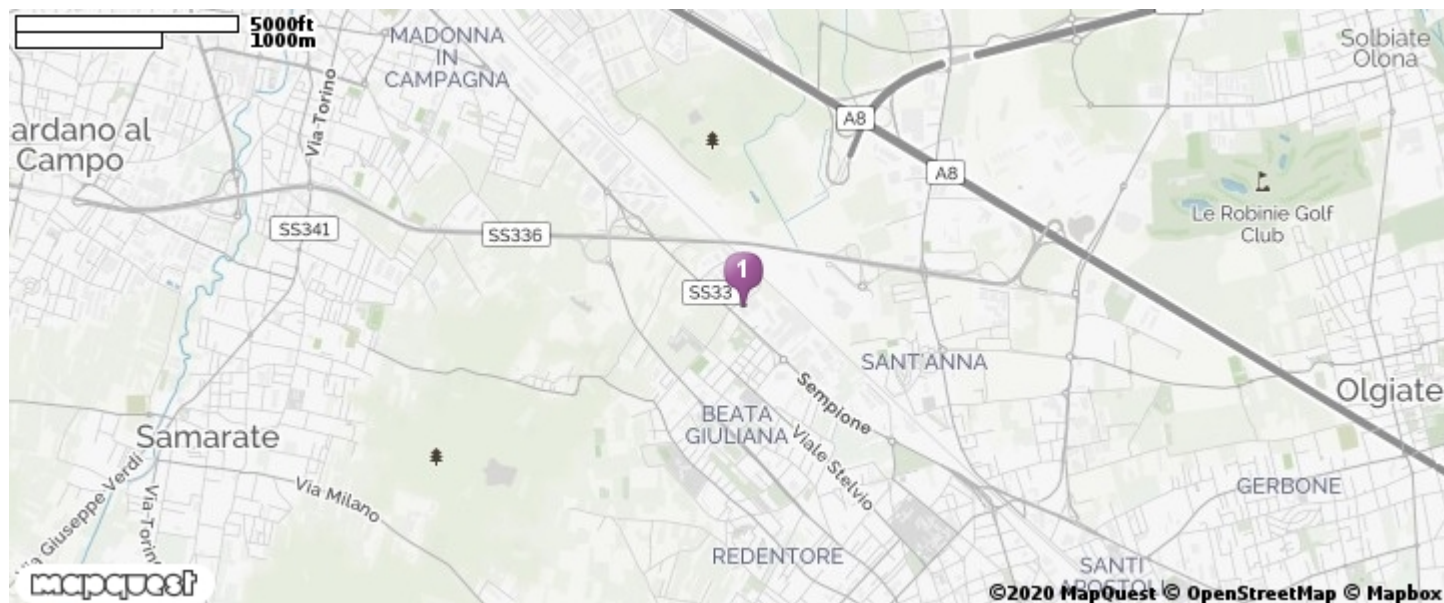 5000ft
1000m
MADONNA
IN
CAMPAGNA
Solbiate
Olona
ardano al
Campo
Via Torino
A8
A8
SS341
SS336
Le Robinie Golf
Club
1
SS33
SANT'ANNA
Sempione
Olgiate
BEATA
GIULIANA
Viale Stelvio
Samarate
Via Giuseppe Verdi
Via Torino
Via Milano
GERBONE
REDENTORE
SANTI
APOSTOLI
mapquest
©2020 MapQuest © OpenStreetMap © Mapbox